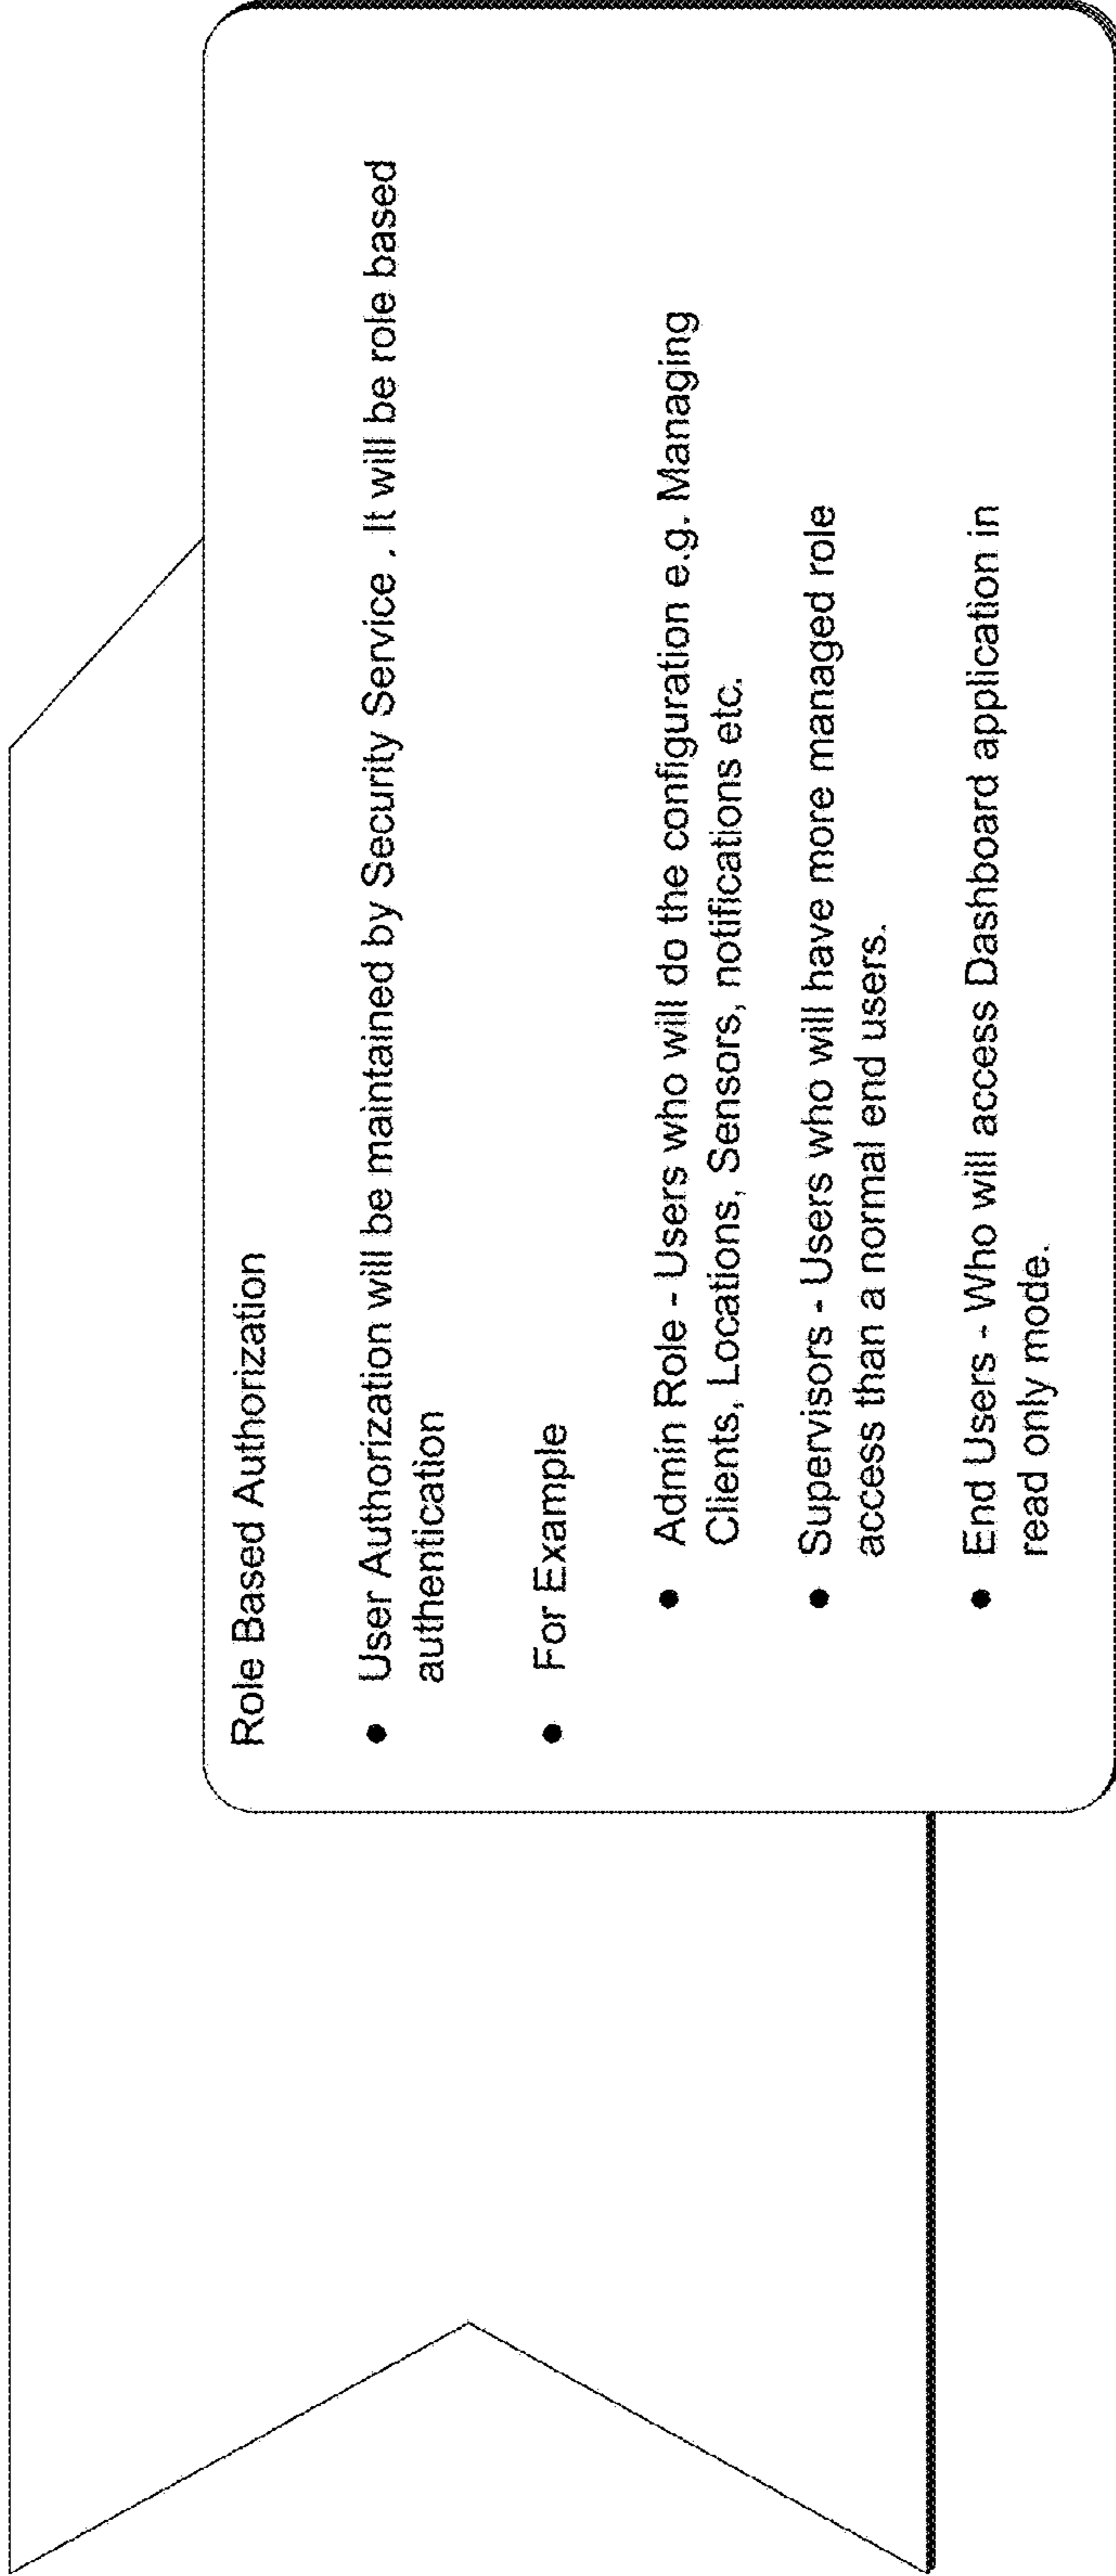 Role Based Authorization
● User Authorization will be maintained by Security Service . It will be role based
authentication
● For Example
● Admin Role - Users who will do the configuration e.g. Managing
Clients, Locations, Sensors, notifications etc.
● Supervisors - Users who will have more managed role
access than a normal end users.
● End Users - Who will access Dashboard application in
read only mode.